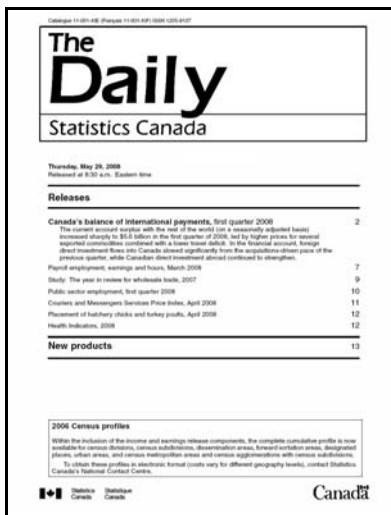 Catalogue 11-001-XIE (Français 11-001-XIF) ISSN 1205-9137
The
Daily
Statistics Canada
Thursday, May 29, 2008
Released at 8:30 a.m. Eastern time
Releases
Canada's balance of international payments, first quarter 2008 2
The current account surplus with the rest of the world (on a seasonally adjusted basis)
increased sharply to $5.6 billion in the first quarter of 2008, led by higher prices for several
exported commodities combined with a lower travel deficit. In the financial account, foreign
direct investment flows into Canada slowed significantly from the acquisitions-driven pace of the
previous quarter, while Canadian direct investment abroad continued to strengthen.
Payroll employment, earnings and hours, March 2008 7
Study: The year in review for wholesale trade, 2007 9
Public sector employment, first quarter 2008 10
Couriers and Messengers Services Price Index, April 2008 11
Placement of hatchery chicks and turkey poults, April 2008 12
Health Indicators, 2008 12
New products 13
2006 Census profiles
Within the inclusion of the income and earnings release components, the complete cumulative profile is now
available for census divisions, census subdivisions, dissemination areas, forward sortation areas, designated
places, urban areas, and census metropolitan areas and census agglomerations with census subdivisions.
To obtain these profiles in electronic format (costs vary for different geography levels), contact Statistics
Canada's National Contact Centre.
Statistics Statistique
Canada Canada
Canada